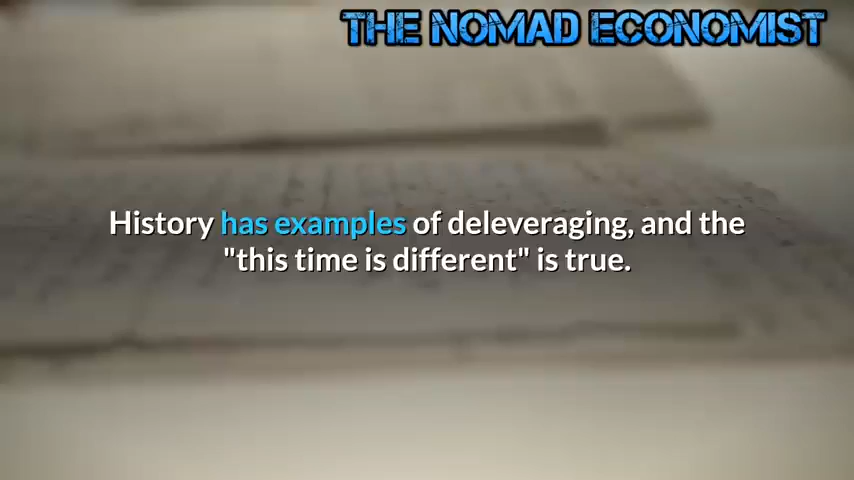 THE NOMAD ECONOMIST
History has examples of deleveraging, and the
"this time is different" is true.